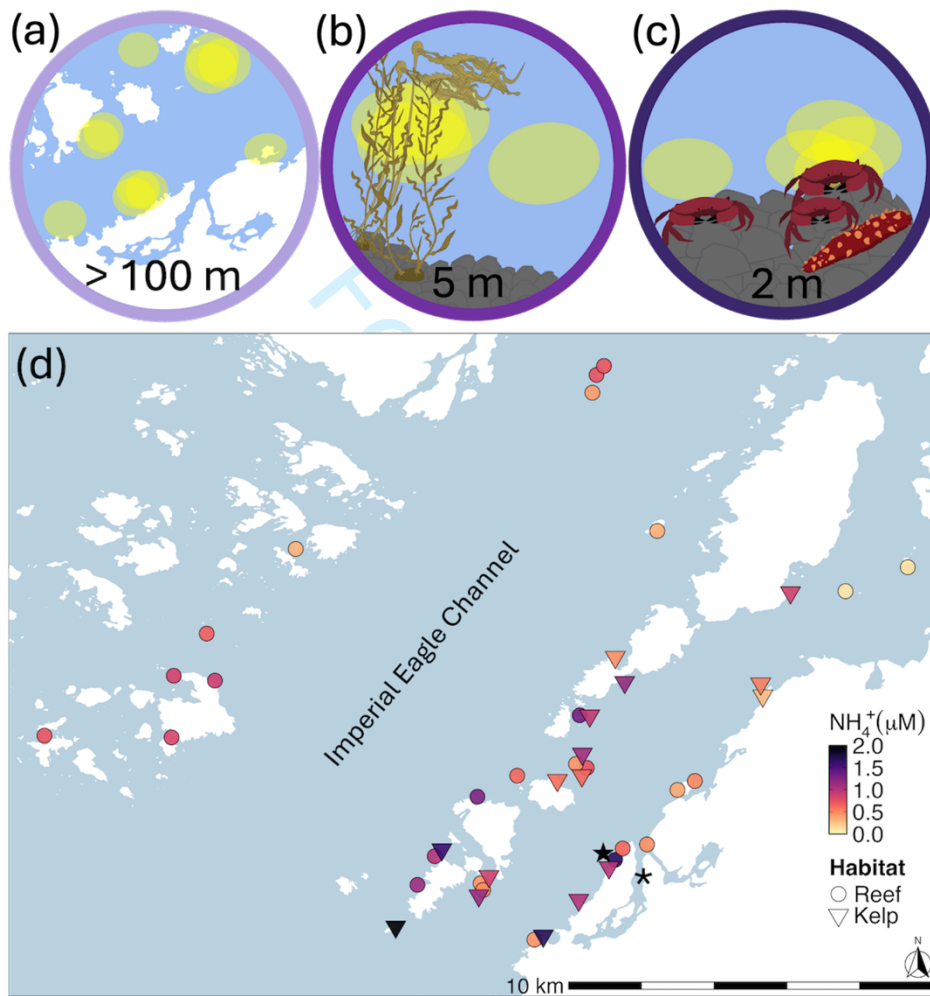 (a)
(b)
(c)
> 100 m
5 m
2 m
(d)
Imperial Eagle Channel
NH₄⁺(μM)
2.0
1.5
1.0
0.5
0.0
Habitat
Reef
Kelp
N
10 km